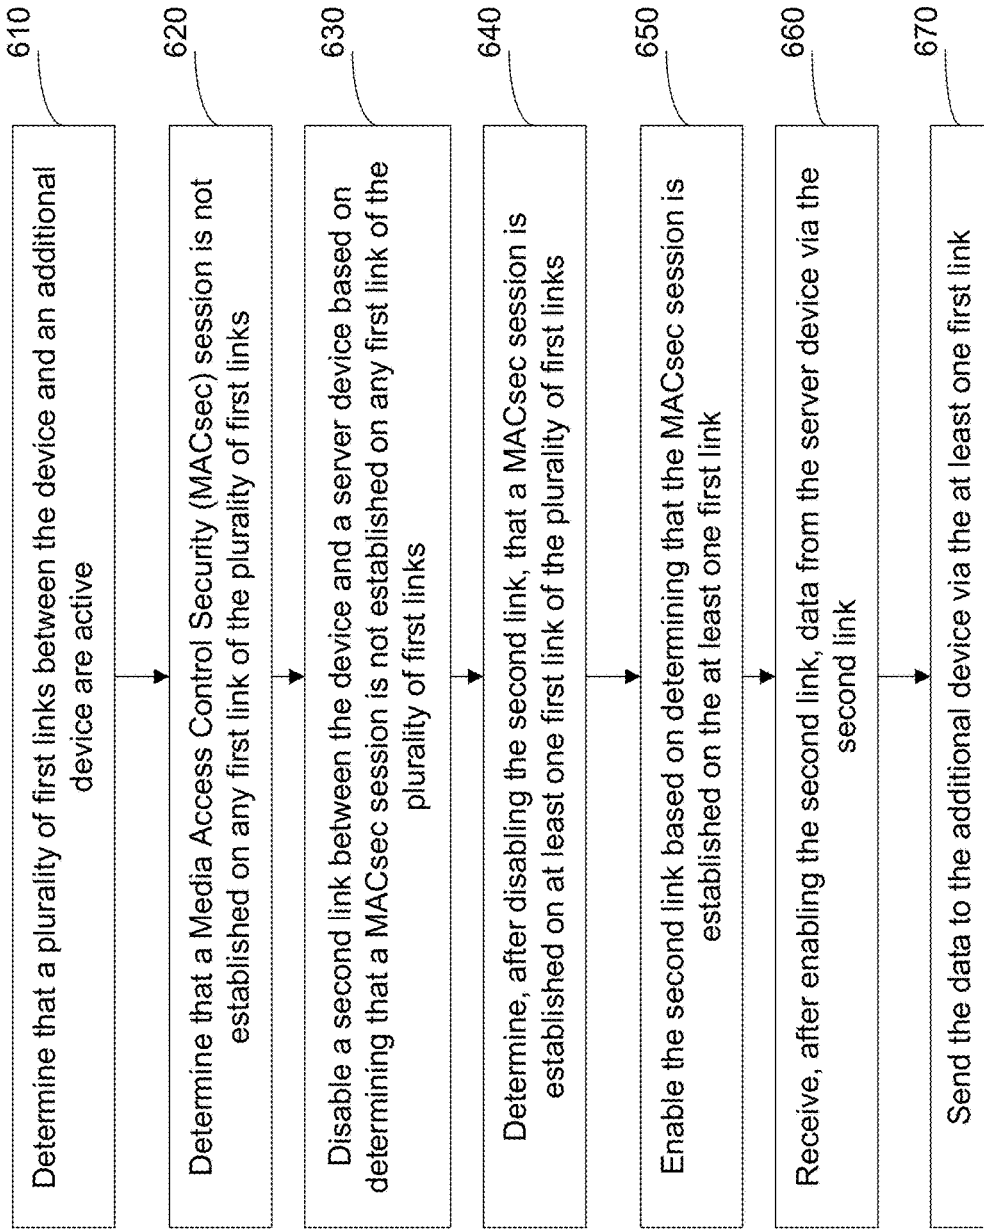 610
Determine that a plurality of first links between the device and an additional
device are active
620
Determine that a Media Access Control Security (MACsec) session is not
established on any first link of the plurality of first links
630
Disable a second link between the device and a server device based on
determining that a MACsec session is not established on any first link of the
plurality of first links
640
Determine, after disabling the second link, that a MACsec session is
established on at least one first link of the plurality of first links
650
Enable the second link based on determining that the MACsec session is
established on the at least one first link
660
Receive, after enabling the second link, data from the server device via the
second link
670
Send the data to the additional device via the at least one first link